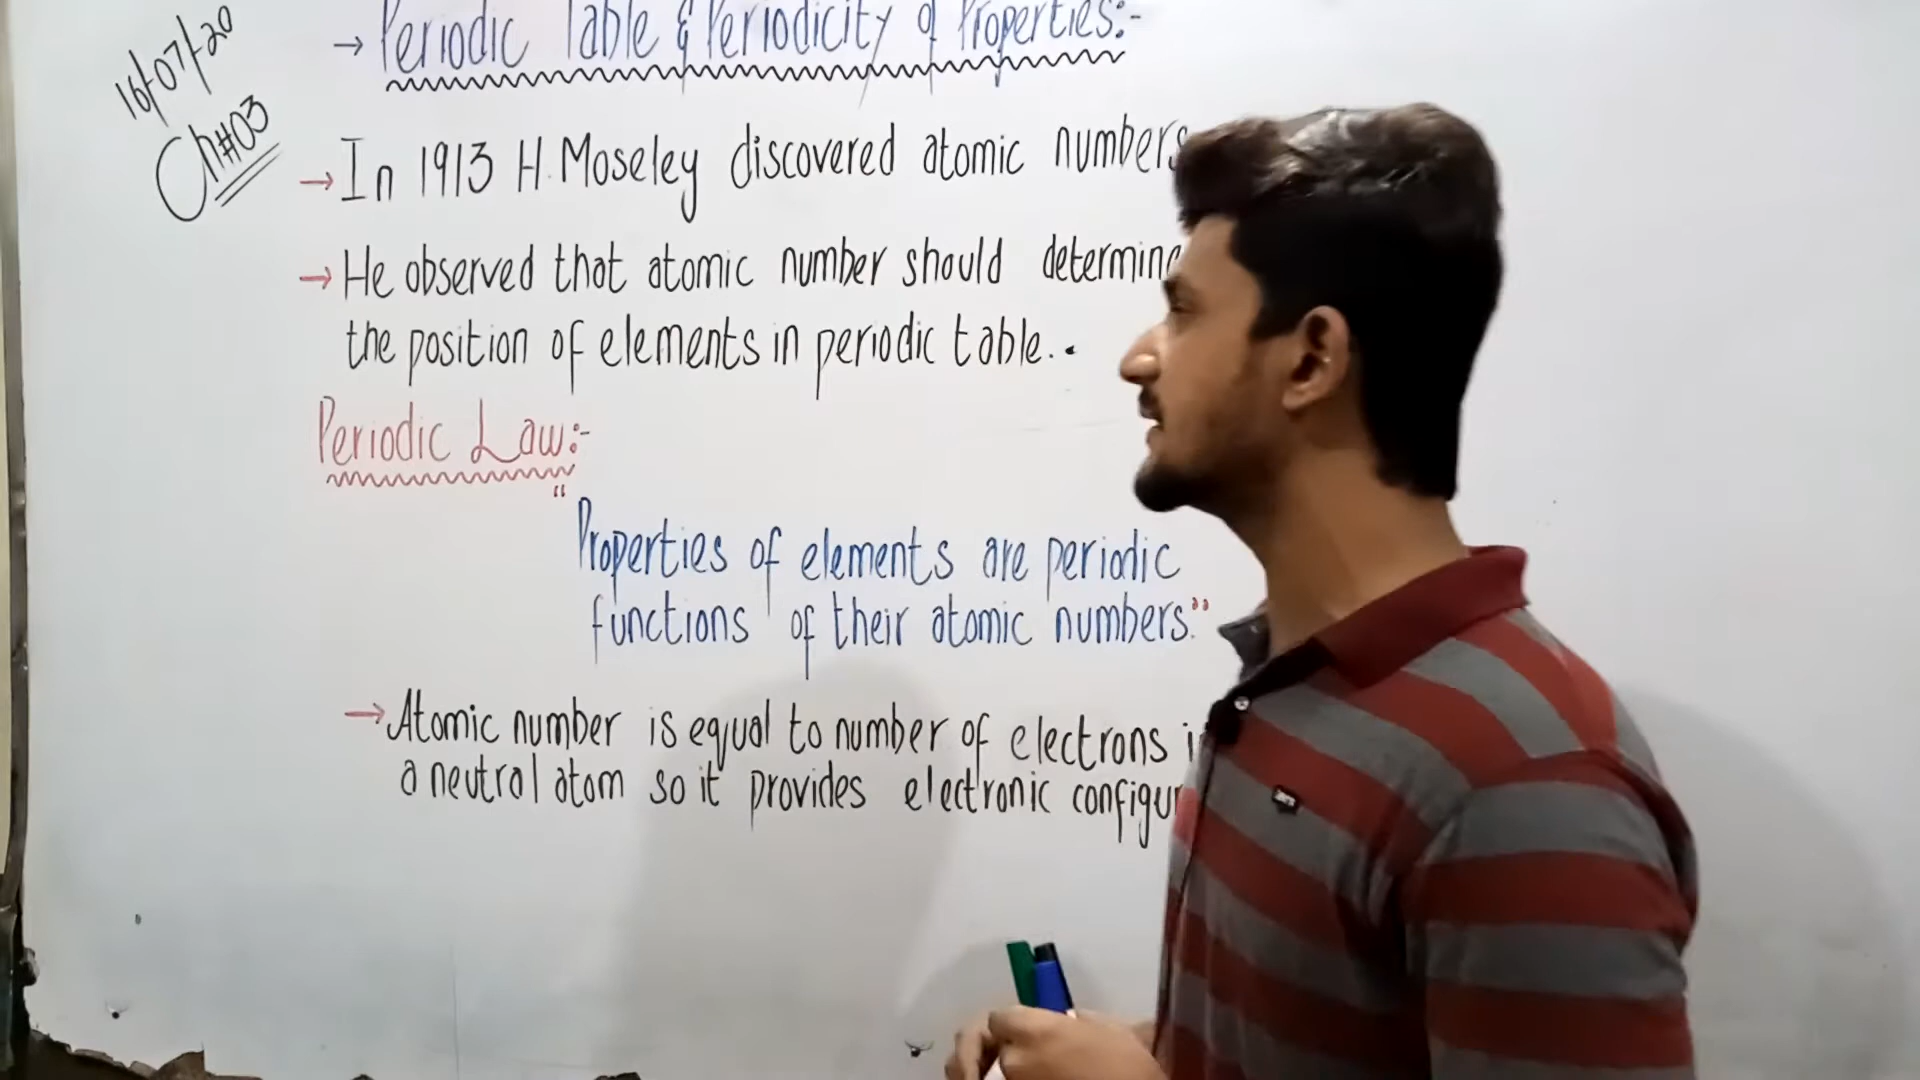 16/07/20
Ch#03
→ Periodic Table & Periodicity of Properties:-
→ In 1913 H. Moseley discovered atomic numbers
→ He observed that atomic number should determine
the position of elements in periodic table.
Periodic Law:-
"Properties of elements are periodic
functions of their atomic numbers."
→ Atomic number is equal to number of electrons i
a neutral atom so it provides electronic configur